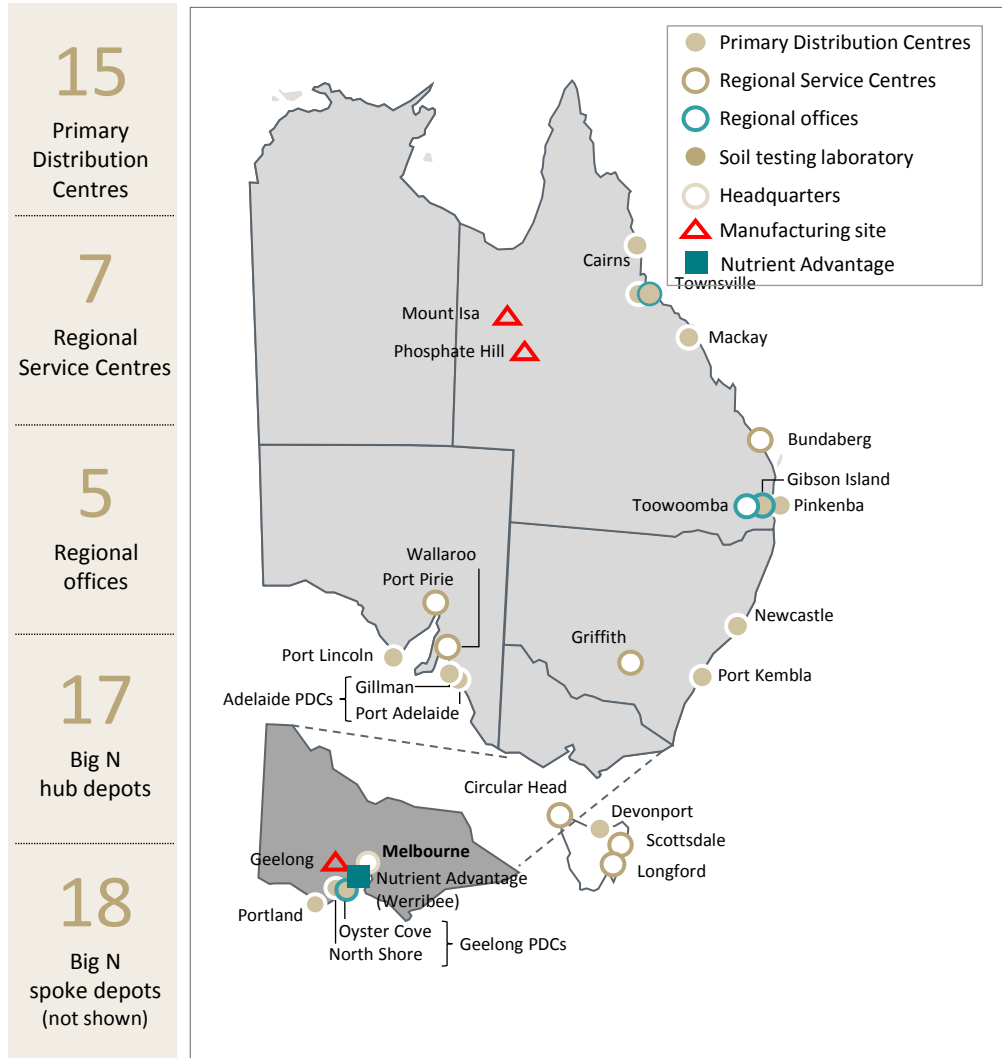 15
Primary
Distribution
Centres
7
Regional
Service Centres
5
Regional
offices
17
Big N
hub depots
18
Big N
spoke depots
(not shown)
Primary Distribution Centres
Regional Service Centres
Regional offices
Soil testing laboratory
Headquarters
Manufacturing site
Nutrient Advantage
Cairns
Townsville
Mount Isa
Phosphate Hill
Mackay
Bundaberg
Gibson Island
Toowoomba
Pinkenba
Wallaroo
Port Pirie
Newcastle
Griffith
Port Lincoln
Port Kembla
Adelaide PDCs
Gillman
Port Adelaide
Circular Head
Devonport
Scottsdale
Longford
Geelong
Melbourne
Nutrient Advantage
(Werribee)
Portland
Oyster Cove
North Shore
Geelong PDCs